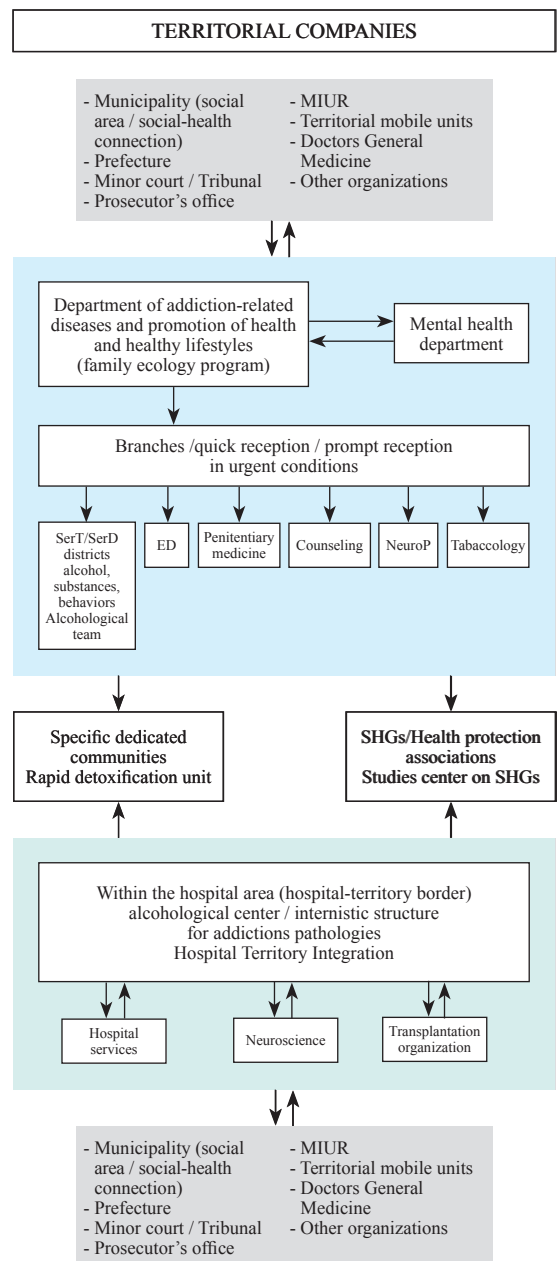 TERRITORIAL COMPANIES
- Municipality (social
area / social-health
connection)
- Prefecture
- Minor court / Tribunal
- Prosecutor's office
- MIUR
- Territorial mobile units
- Doctors General
Medicine
- Other organizations
Department of addiction-related
diseases and promotion of health
and healthy lifestyles
(family ecology program)
Mental health
department
Branches /quick reception / prompt reception
in urgent conditions
SerT/SerD
districts
alcohol,
substances,
behaviors
Alcohological
team
ED
Penitentiary
medicine
Counseling
NeuroP
Tabaccology
Specific dedicated
communities
Rapid detoxification unit
SHGs/Health protection
associations
Studies center on SHGs
Within the hospital area (hospital-territory border)
alcohological center / internistic structure
for addictions pathologies
Hospital Territory Integration
Hospital
services
Neuroscience
Transplantation
organization
- Municipality (social
area / social-health
connection)
- Prefecture
- Minor court / Tribunal
- Prosecutor's office
- MIUR
- Territorial mobile units
- Doctors General
Medicine
- Other organizations